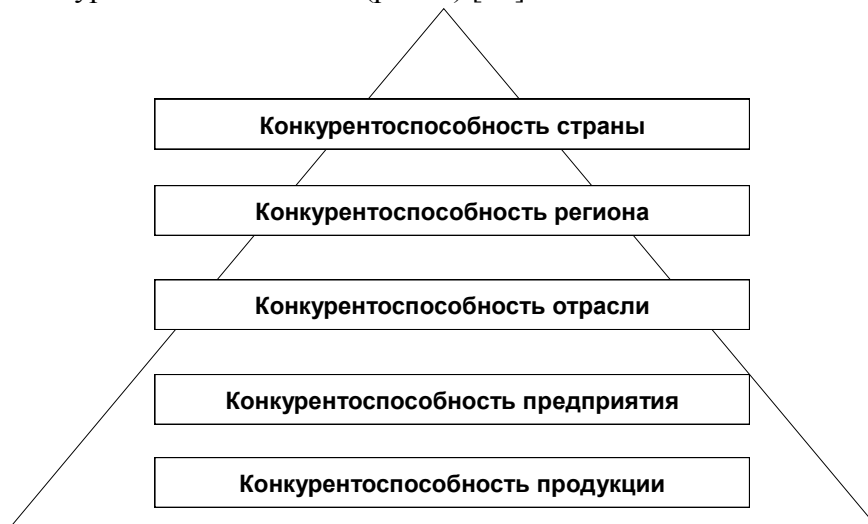 Конкурентоспособность страны
Конкурентоспособность региона
Конкурентоспособность отрасли
Конкурентоспособность предприятия
Конкурентоспособность продукции